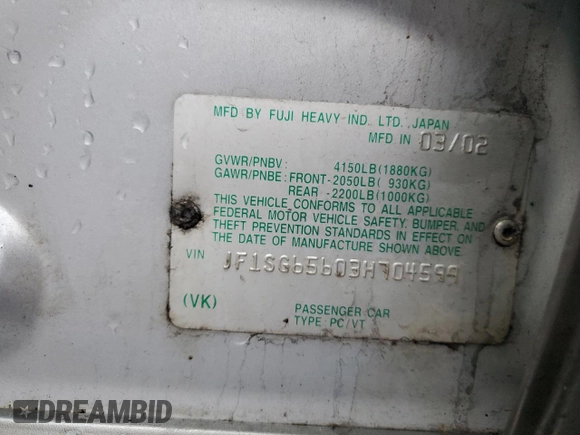 MFD BY FUJI HEAVY IND. LTD. JAPAN
MFD IN 03/02
GVWR/PNBV: 4150LB(1880KG)
GAWR/PNBE: FRONT-2050LB( 930KG)
REAR -2200LB(1000KG)
THIS VEHICLE CONFORMS TO ALL APPLICABLE
FEDERAL MOTOR VEHICLE SAFETY, BUMPER, AND
THEFT PREVENTION STANDARDS IN EFFECT ON
THE DATE OF MANUFACTURE SHOWN ABOVE.
VIN JF1SG65603H704599
(VK) PASSENGER CAR
TYPE PC/VT
DREAMBID